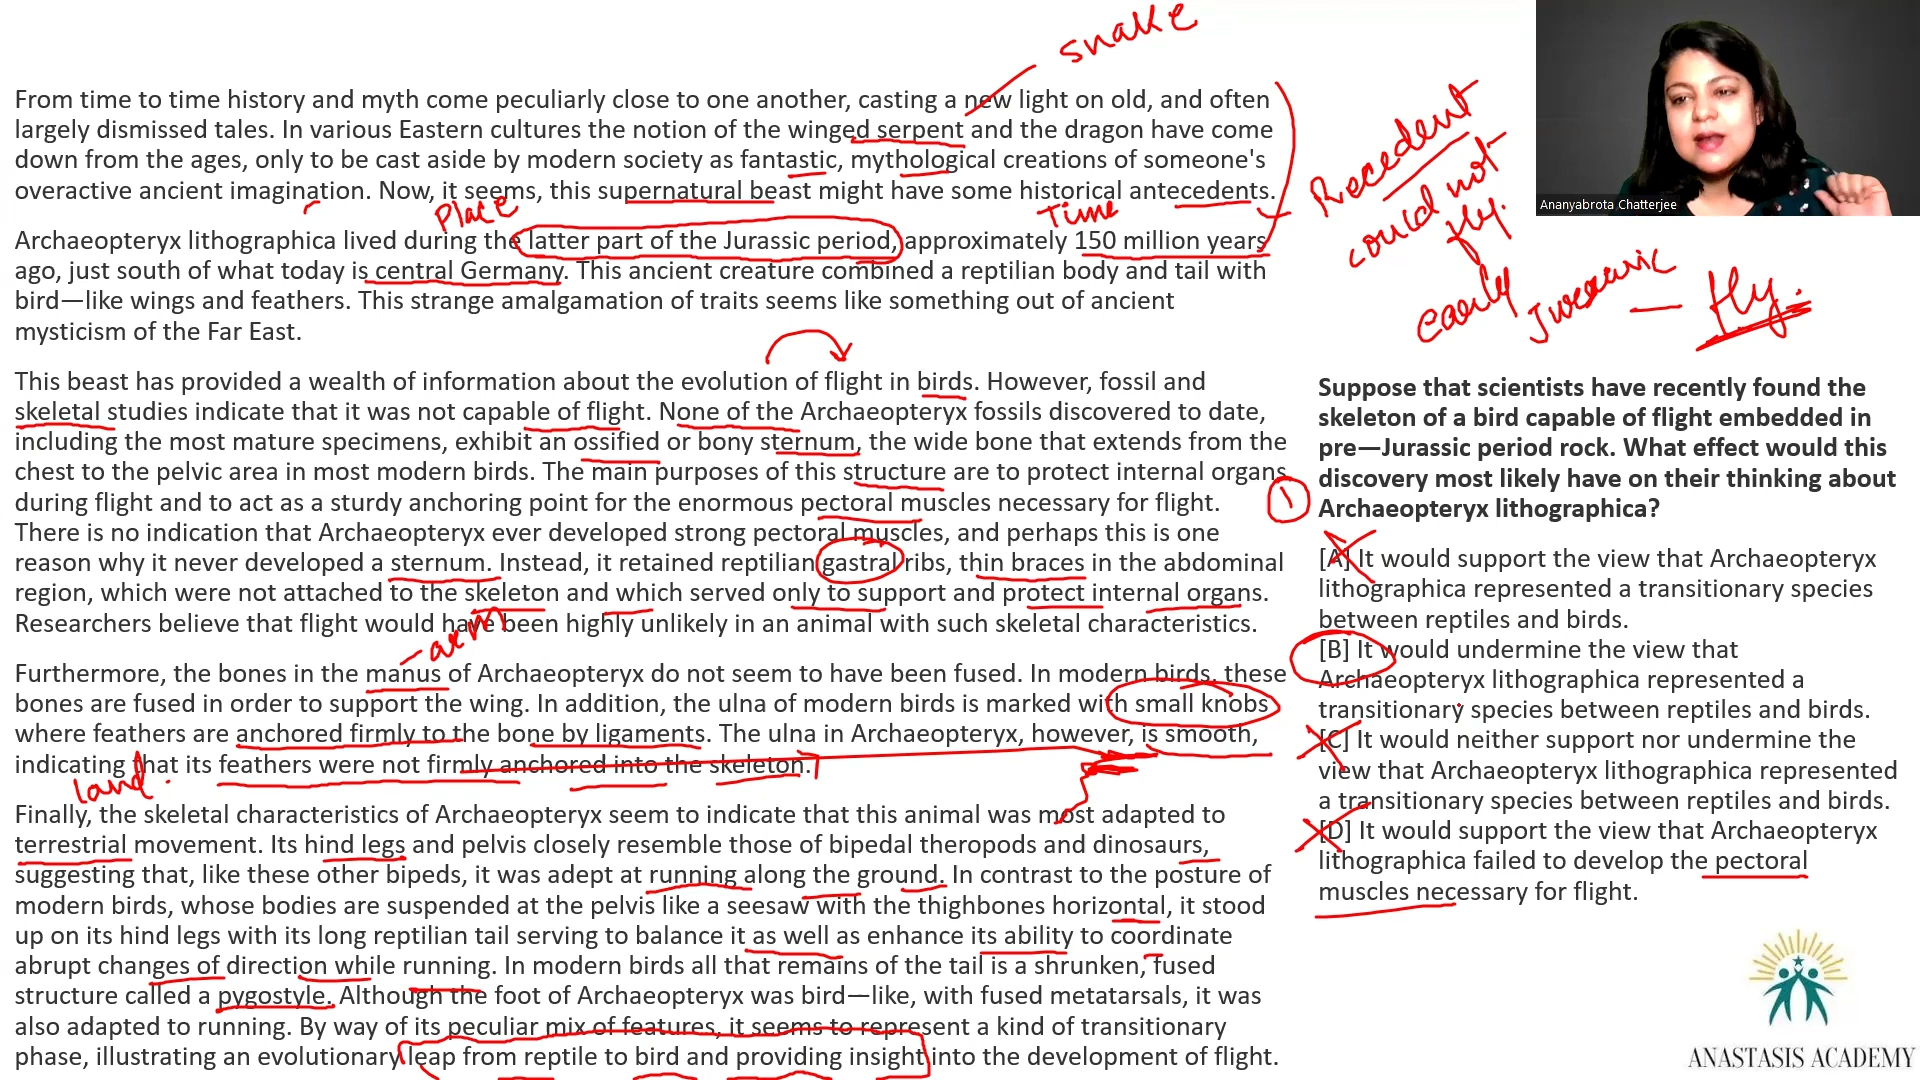 snake
From time to time history and myth come peculiarly close to one another, casting a new light on old, and often
largely dismissed tales. In various Eastern cultures the notion of the winged serpent and the dragon have come
down from the ages, only to be cast aside by modern society as fantastic, mythological creations of someone's
overactive ancient imagination. Now, it seems, this supernatural beast might have some historical antecedents.
Place
Time
Archaeopteryx lithographica lived during the latter part of the Jurassic period, approximately 150 million years
ago, just south of what today is central Germany. This ancient creature combined a reptilian body and tail with
bird—like wings and feathers. This strange amalgamation of traits seems like something out of ancient
mysticism of the Far East.
This beast has provided a wealth of information about the evolution of flight in birds. However, fossil and
skeletal studies indicate that it was not capable of flight. None of the Archaeopteryx fossils discovered to date,
including the most mature specimens, exhibit an ossified or bony sternum, the wide bone that extends from the
chest to the pelvic area in most modern birds. The main purposes of this structure are to protect internal organs
during flight and to act as a sturdy anchoring point for the enormous pectoral muscles necessary for flight.
There is no indication that Archaeopteryx ever developed strong pectoral muscles, and perhaps this is one
reason why it never developed a sternum. Instead, it retained reptilian gastral ribs, thin braces in the abdominal
region, which were not attached to the skeleton and which served only to support and protect internal organs.
Researchers believe that flight would have been highly unlikely in an animal with such skeletal characteristics.
arm
Furthermore, the bones in the manus of Archaeopteryx do not seem to have been fused. In modern birds, these
bones are fused in order to support the wing. In addition, the ulna of modern birds is marked with small knobs
where feathers are anchored firmly to the bone by ligaments. The ulna in Archaeopteryx, however, is smooth,
indicating that its feathers were not firmly anchored into the skeleton.
land
Finally, the skeletal characteristics of Archaeopteryx seem to indicate that this animal was most adapted to
terrestrial movement. Its hind legs and pelvis closely resemble those of bipedal theropods and dinosaurs,
suggesting that, like these other bipeds, it was adept at running along the ground. In contrast to the posture of
modern birds, whose bodies are suspended at the pelvis like a seesaw with the thighbones horizontal, it stood
up on its hind legs with its long reptilian tail serving to balance it as well as enhance its ability to coordinate
abrupt changes of direction while running. In modern birds all that remains of the tail is a shrunken, fused
structure called a pygostyle. Although the foot of Archaeopteryx was bird—like, with fused metatarsals, it was
also adapted to running. By way of its peculiar mix of features, it seems to represent a kind of transitionary
phase, illustrating an evolutionary leap from reptile to bird and providing insight into the development of flight.
Ananyabrota Chatterjee
could not
fly.
early Jurassic — fly.
1
Suppose that scientists have recently found the
skeleton of a bird capable of flight embedded in
pre—Jurassic period rock. What effect would this
discovery most likely have on their thinking about
Archaeopteryx lithographica?
[A] It would support the view that Archaeopteryx
lithographica represented a transitionary species
between reptiles and birds.
[B] It would undermine the view that
Archaeopteryx lithographica represented a
transitionary species between reptiles and birds.
[C] It would neither support nor undermine the
view that Archaeopteryx lithographica represented
a transitionary species between reptiles and birds.
[D] It would support the view that Archaeopteryx
lithographica failed to develop the pectoral
muscles necessary for flight.
ANASTASIS ACADEMY